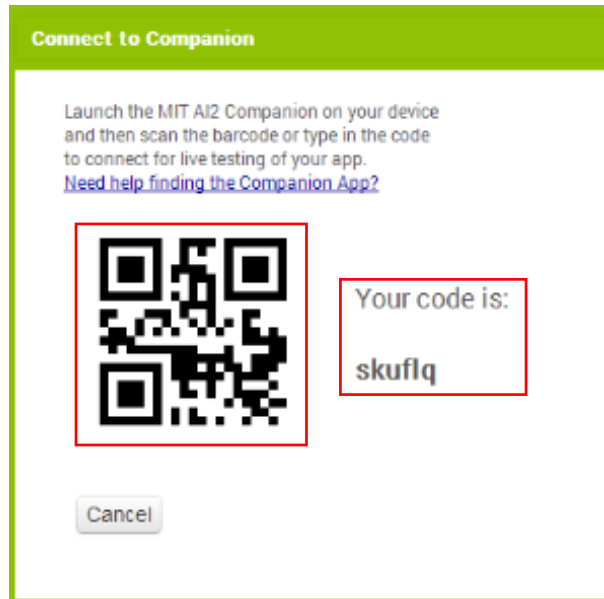 Connect to Companion
Launch the MIT AI2 Companion on your device
and then scan the barcode or type in the code
to connect for live testing of your app.
Need help finding the Companion App?
Your code is:
skuflq
Cancel